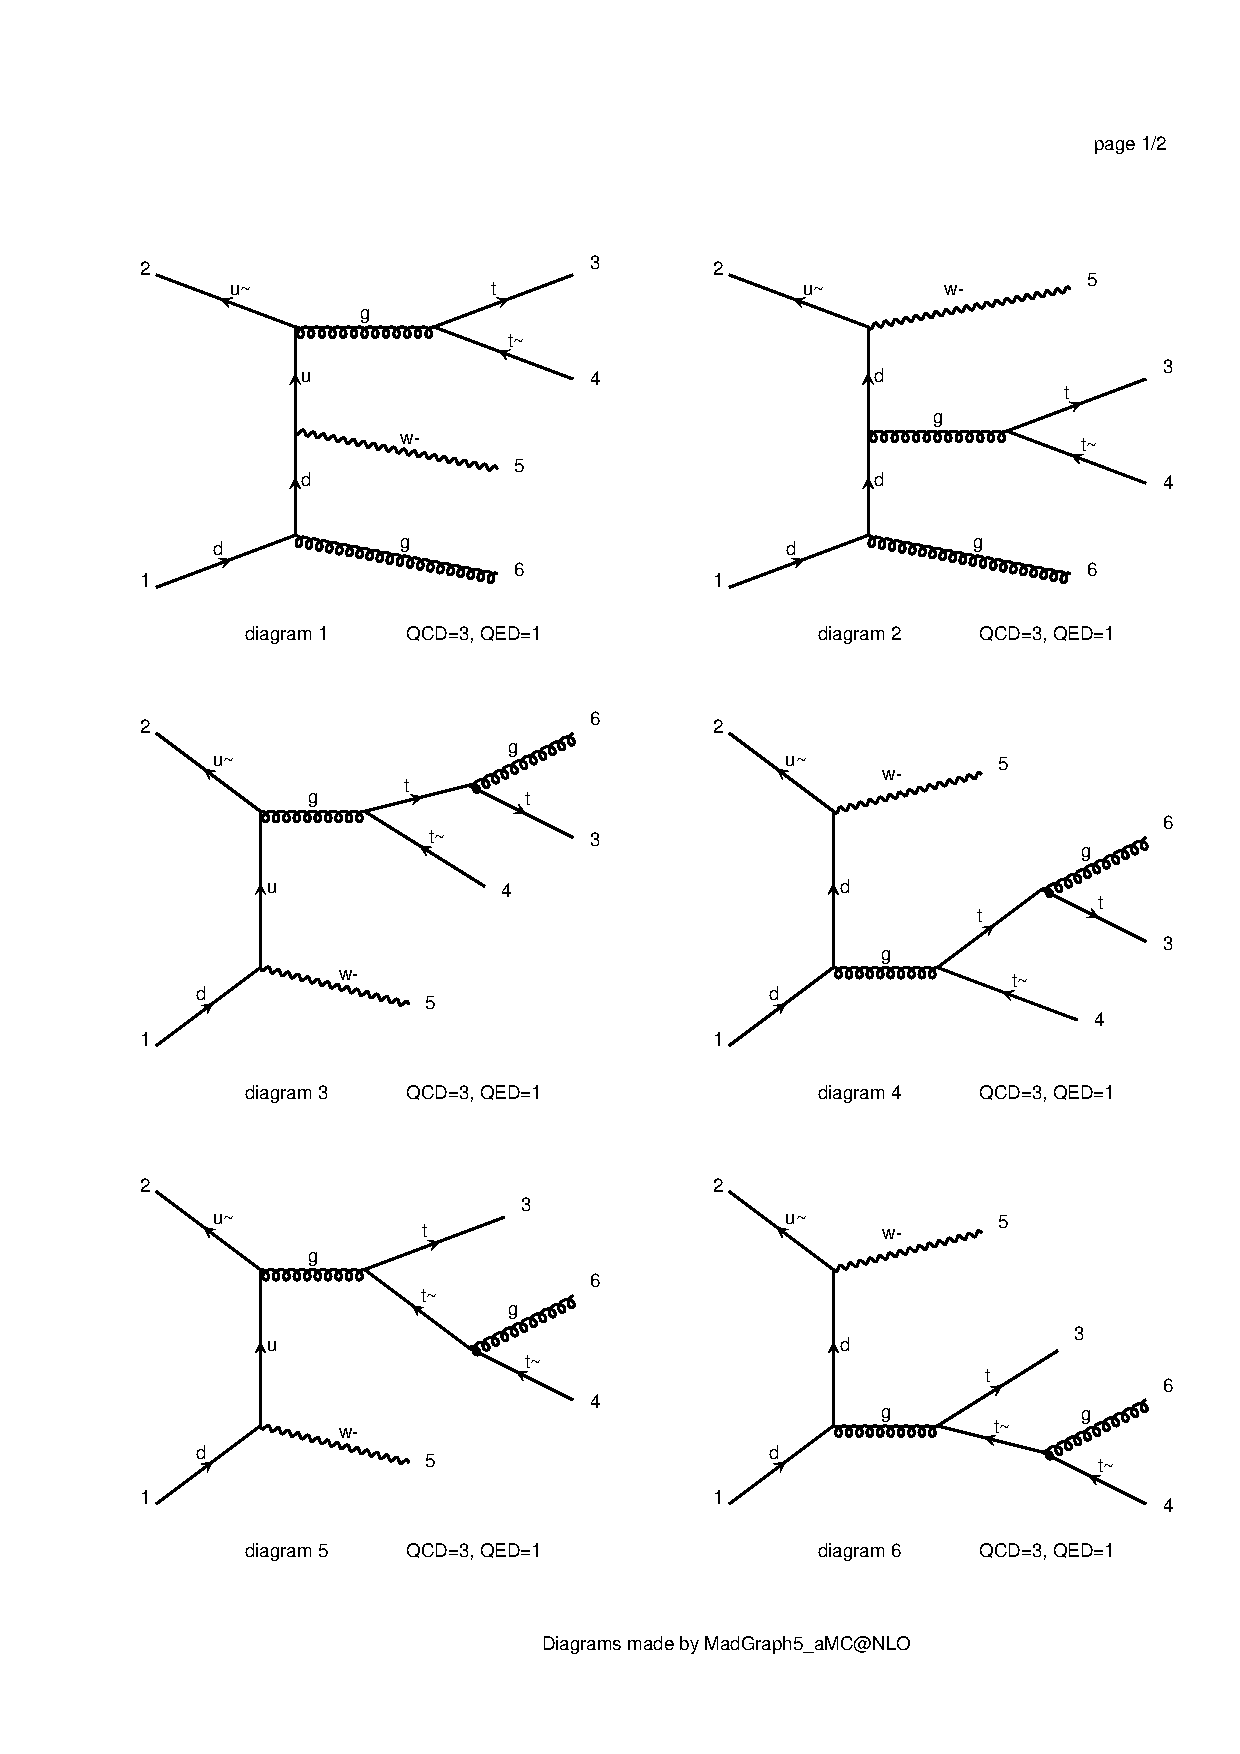 page 1/2
2 u~ g t 3
t~ 4
u
w- 5
d
d g 6
1
diagram 1 QCD=3, QED=1
2 u~ w- 5
d 3
g t
t~ 4
d
d g 6
1
diagram 2 QCD=3, QED=1
2 u~ g 6
g t t
t~ 3
u 4
w-
d 5
1
diagram 3 QCD=3, QED=1
2 u~ w- 5
g 6
d t t
g 3
d t~ 4
1
diagram 4 QCD=3, QED=1
2 u~ t 3
g g 6
t~
u t~ 4
w-
d 5
1
diagram 5 QCD=3, QED=1
2 u~ w- 5
d t 3
g g 6
d t~ t~
1 4
diagram 6 QCD=3, QED=1
Diagrams made by MadGraph5_aMC@NLO